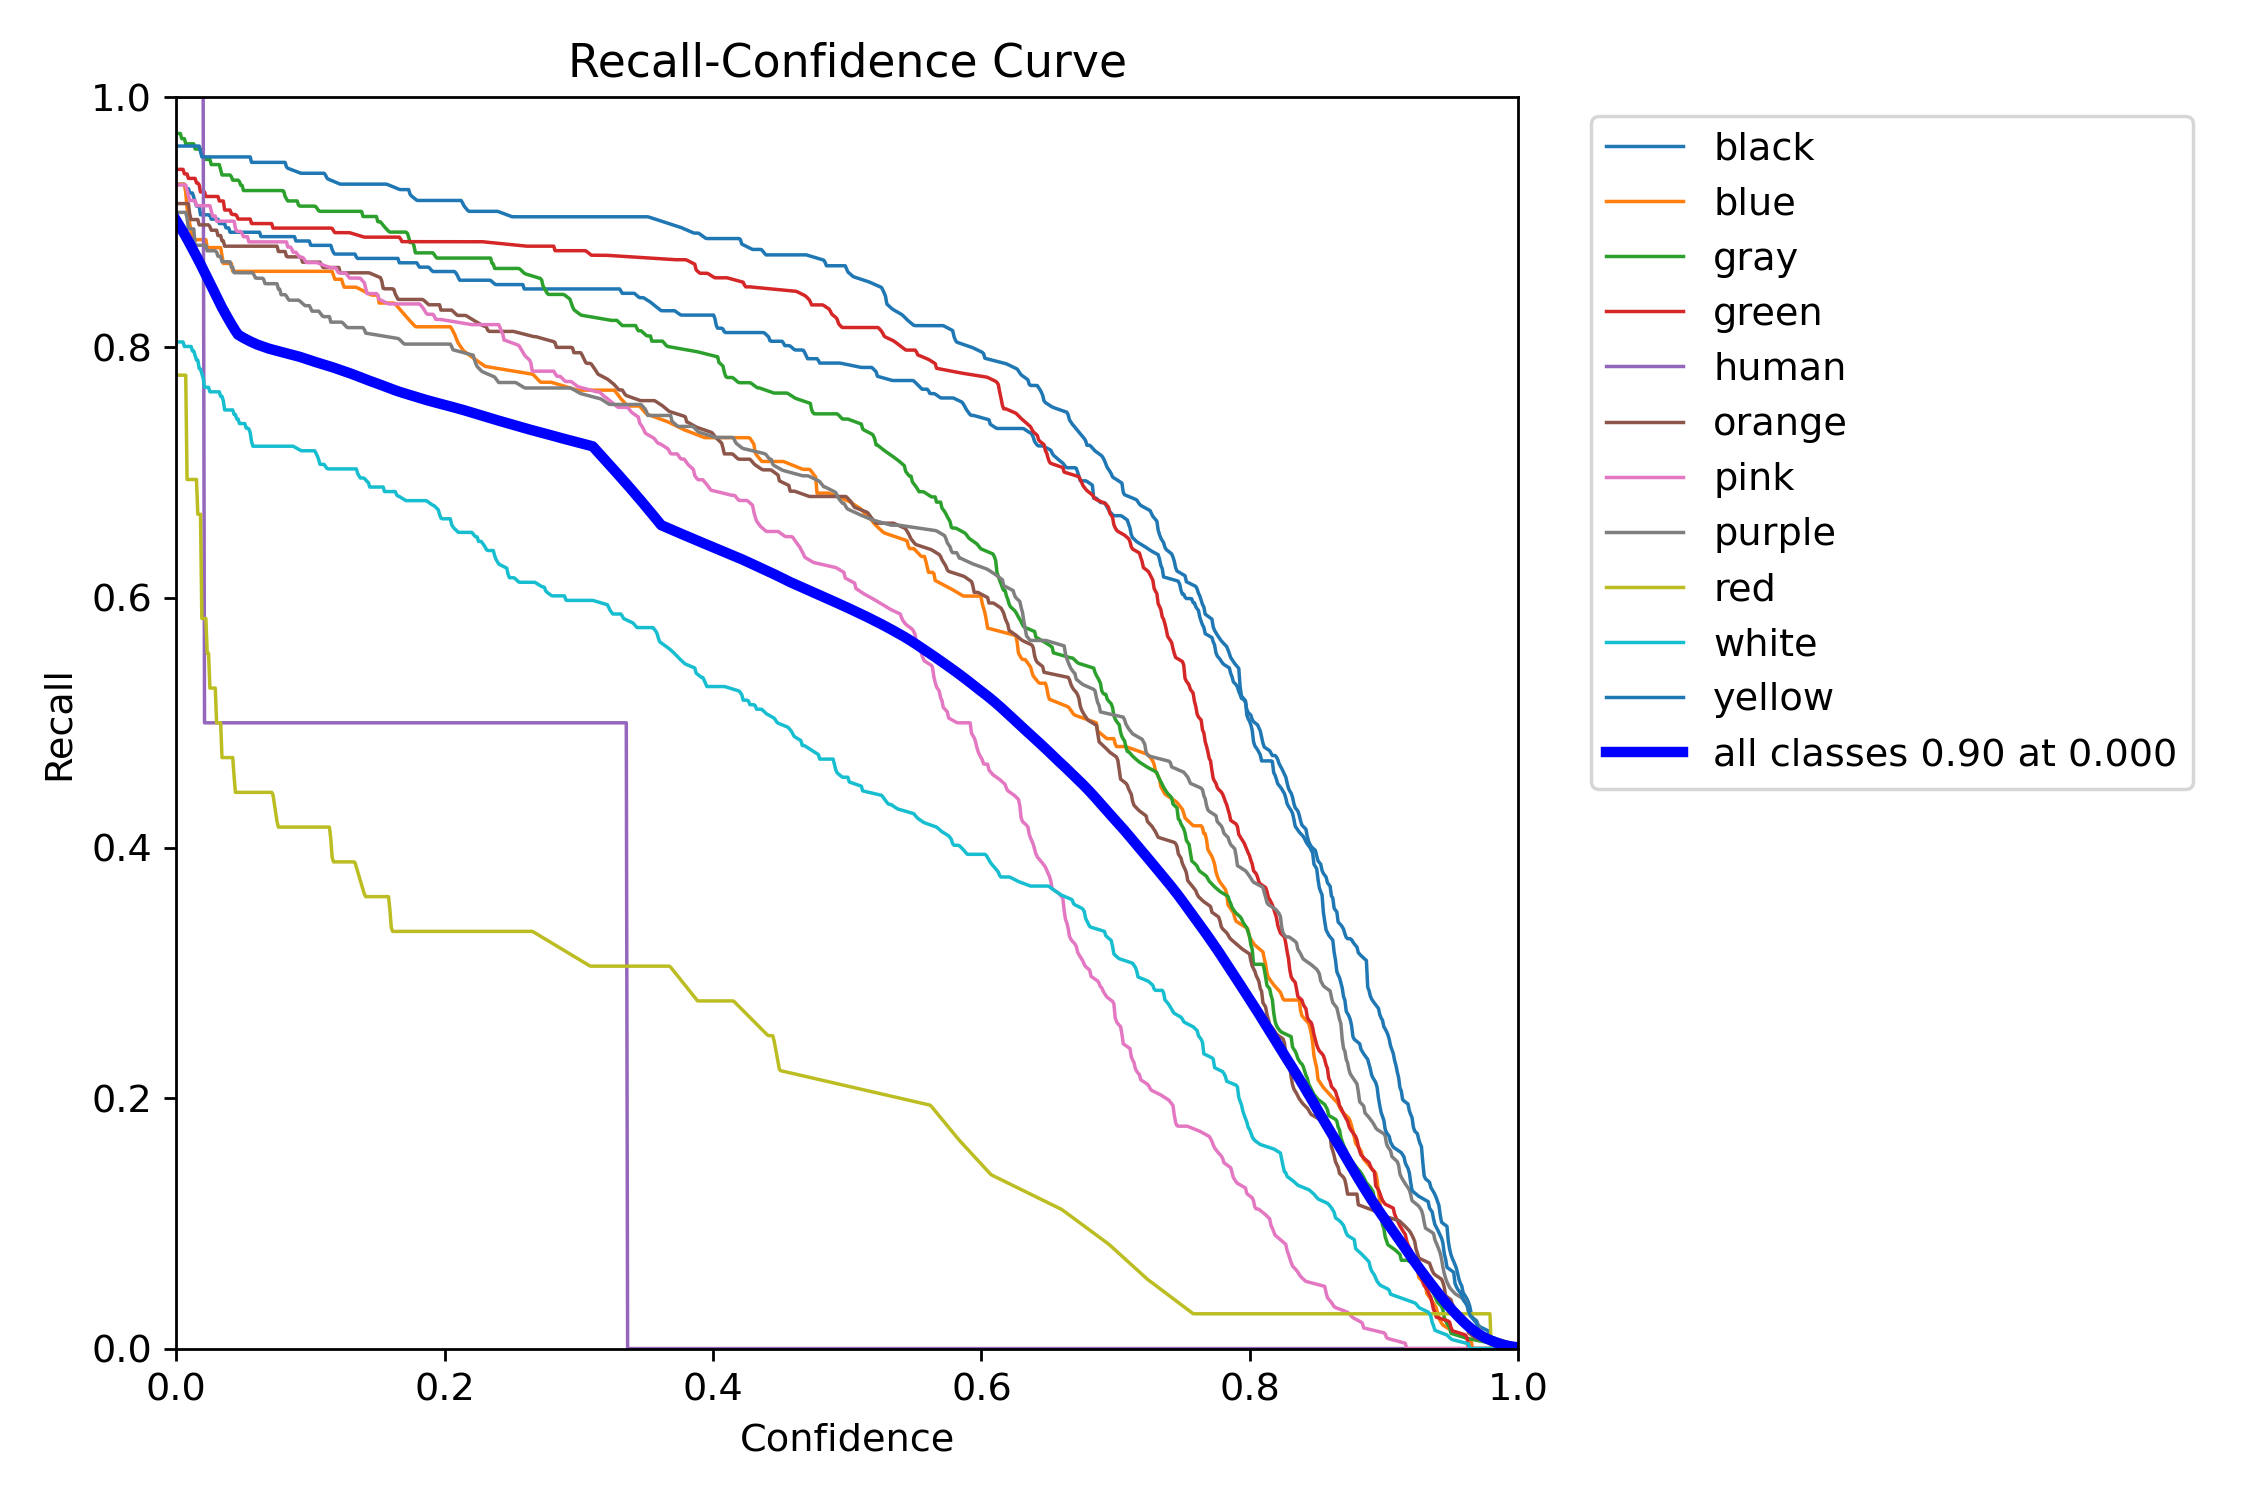 Recall-Confidence Curve
1.0
0.8
0.6
0.4
0.2
0.0
Recall
0.0 0.2 0.4 0.6 0.8 1.0
Confidence
black
blue
gray
green
human
orange
pink
purple
red
white
yellow
all classes 0.90 at 0.000